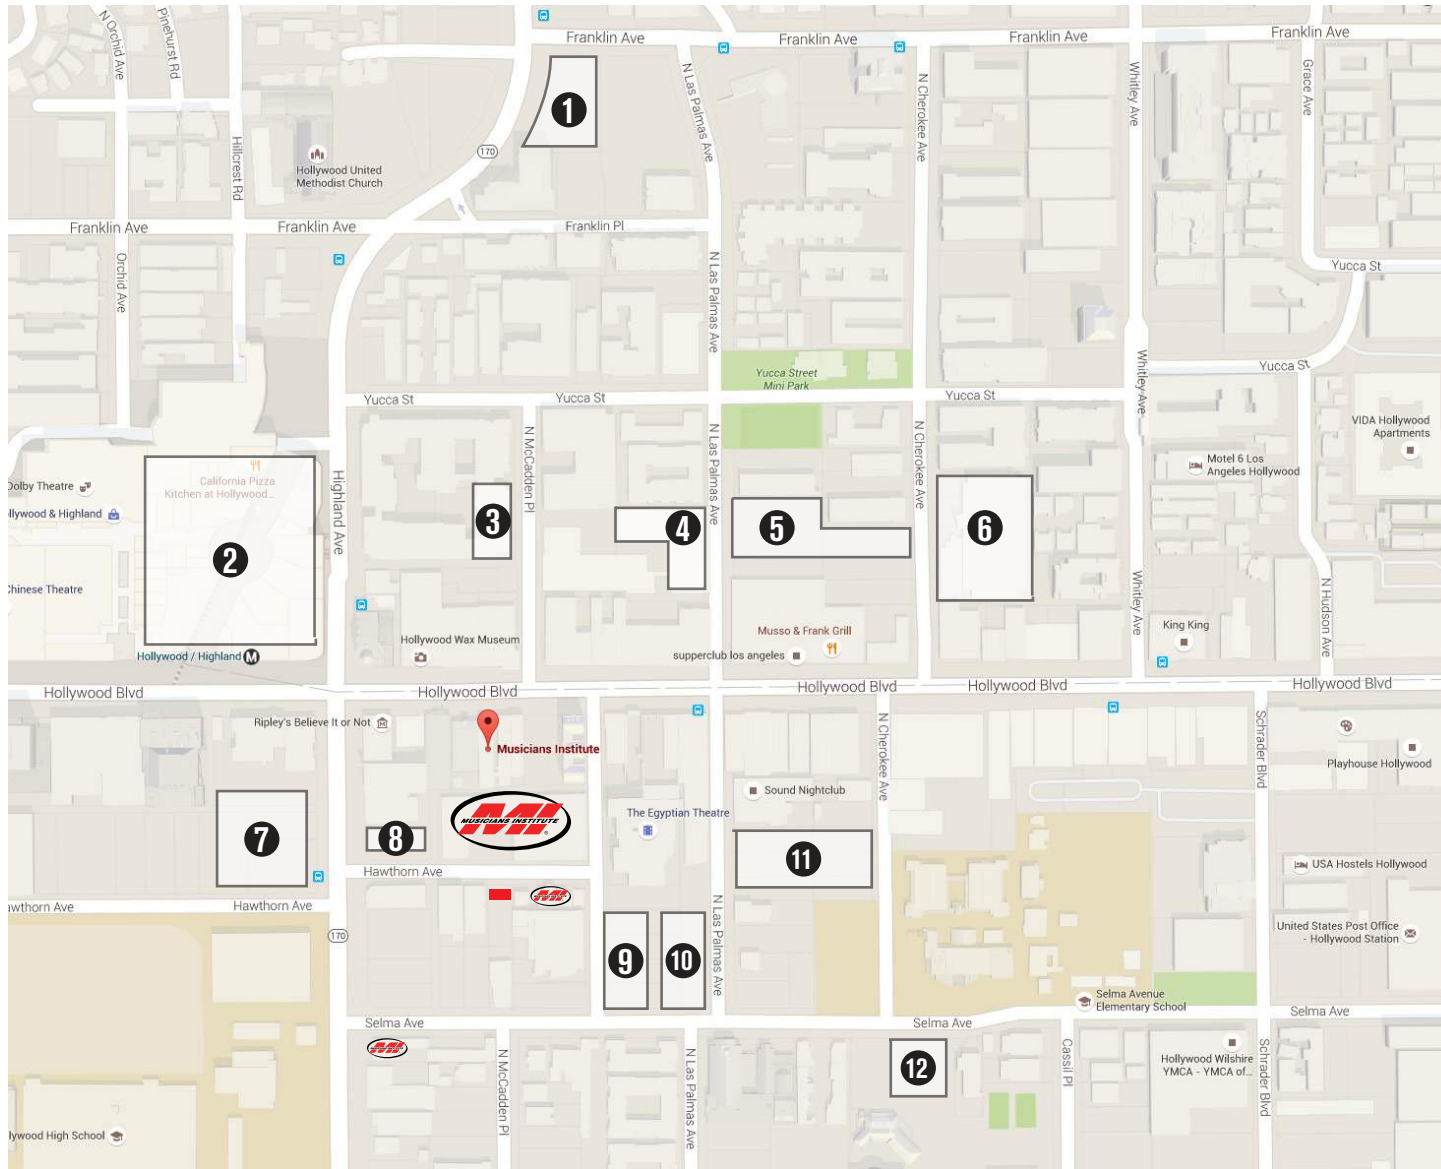 N Orchid Ave
Pinehurst Rd
Franklin Ave
Franklin Ave
Franklin Ave
Franklin Ave
N Las Palmas Ave
N Cherokee Ave
Whitley Ave
Grace Ave
1
170
Hillcrest Rd
Hollywood United
Methodist Church
Franklin Ave
Franklin Ave
Franklin Pl
Orchid Ave
N Las Palmas Ave
Yucca St
Yucca Street
Mini Park
Whitley Ave
Yucca St
Yucca St
Yucca St
Yucca St
N McCadden Pl
N Las Palmas Ave
N Cherokee Ave
VIDA Hollywood
Apartments
Motel 6 Los
Angeles Hollywood
California Pizza
Kitchen at Hollywood...
Dolby Theatre
llywood & Highland
Highland Ave
2
3
4
5
6
Chinese Theatre
Whitley Ave
N Hudson Ave
Hollywood Wax Museum
Musso & Frank Grill
supperclub los angeles
King King
Hollywood / Highland
M
Hollywood Blvd
Hollywood Blvd
Hollywood Blvd
Hollywood Blvd
Hollywood Blvd
Ripley's Believe It or Not
Musicians Institute
N Cherokee Ave
Schrader Blvd
Playhouse Hollywood
Sound Nightclub
The Egyptian Theatre
MI
MUSICIANS INSTITUTE
®
7
8
11
Hawthorn Ave
USA Hostels Hollywood
awthorn Ave
Hawthorn Ave
MI
170
N Las Palmas Ave
United States Post Office
- Hollywood Station
9
10
Selma Avenue
Elementary School
Selma Ave
Selma Ave
Selma Ave
MI
N McCadden Pl
N Las Palmas Ave
12
Cassil Pl
Hollywood Wilshire
YMCA - YMCA of...
Schrader Blvd
llywood High School